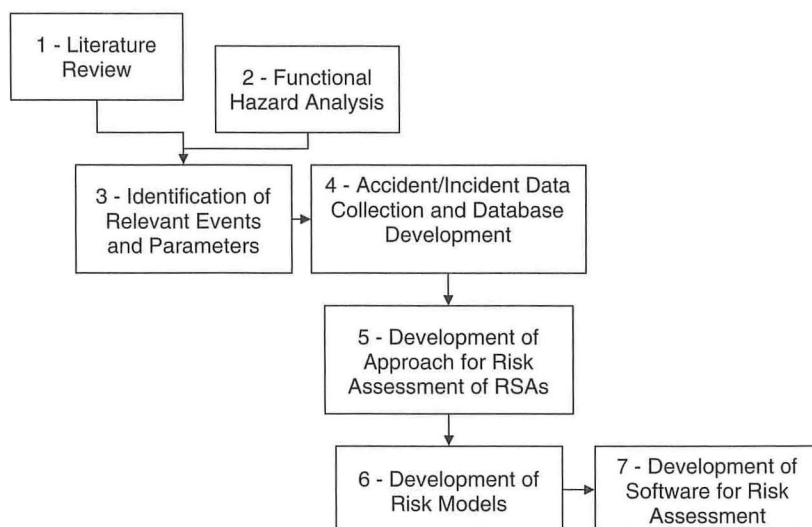 1 - Literature
Review
2 - Functional
Hazard Analysis
3 - Identification of
Relevant Events
and Parameters
4 - Accident/Incident Data
Collection and Database
Development
5 - Development of
Approach for Risk
Assessment of RSAs
6 - Development of
Risk Models
7 - Development of
Software for Risk
Assessment